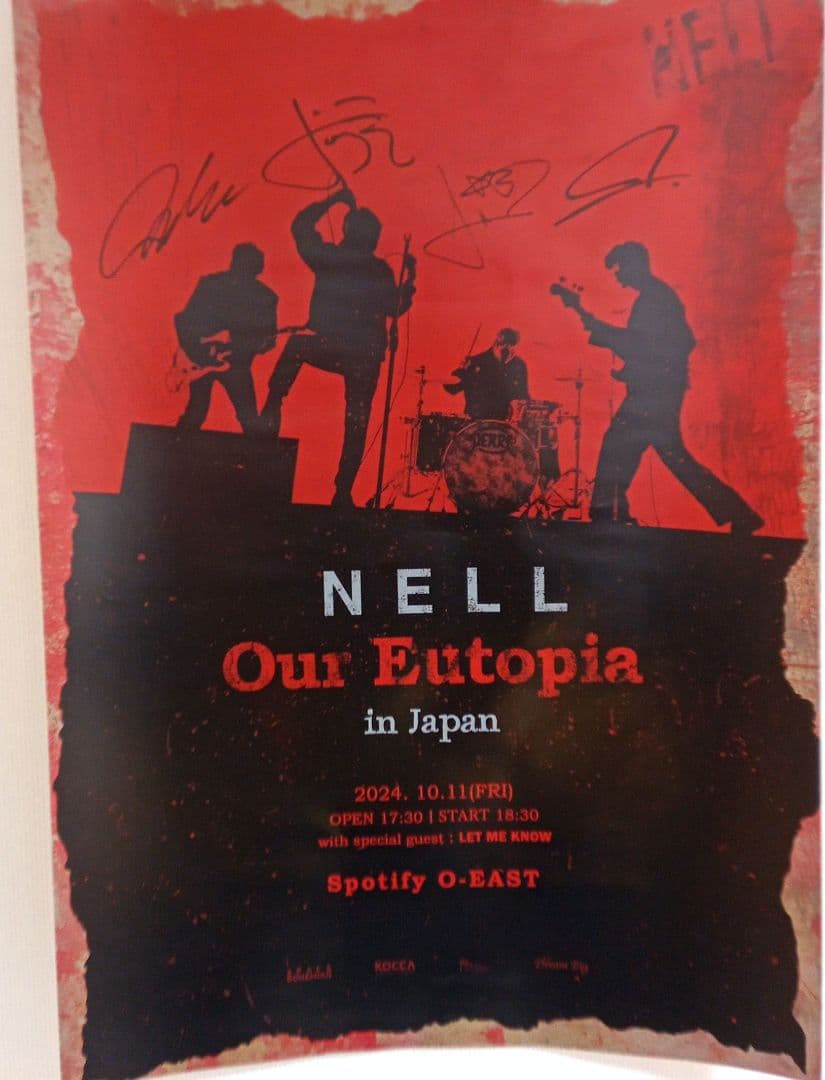 NELL
NELL
Our Eutopia
in Japan
2024. 10.11(FRI)
OPEN 17:30 | START 18:30
with special guest : LET ME KNOW
Spotify O-EAST
KOCCA